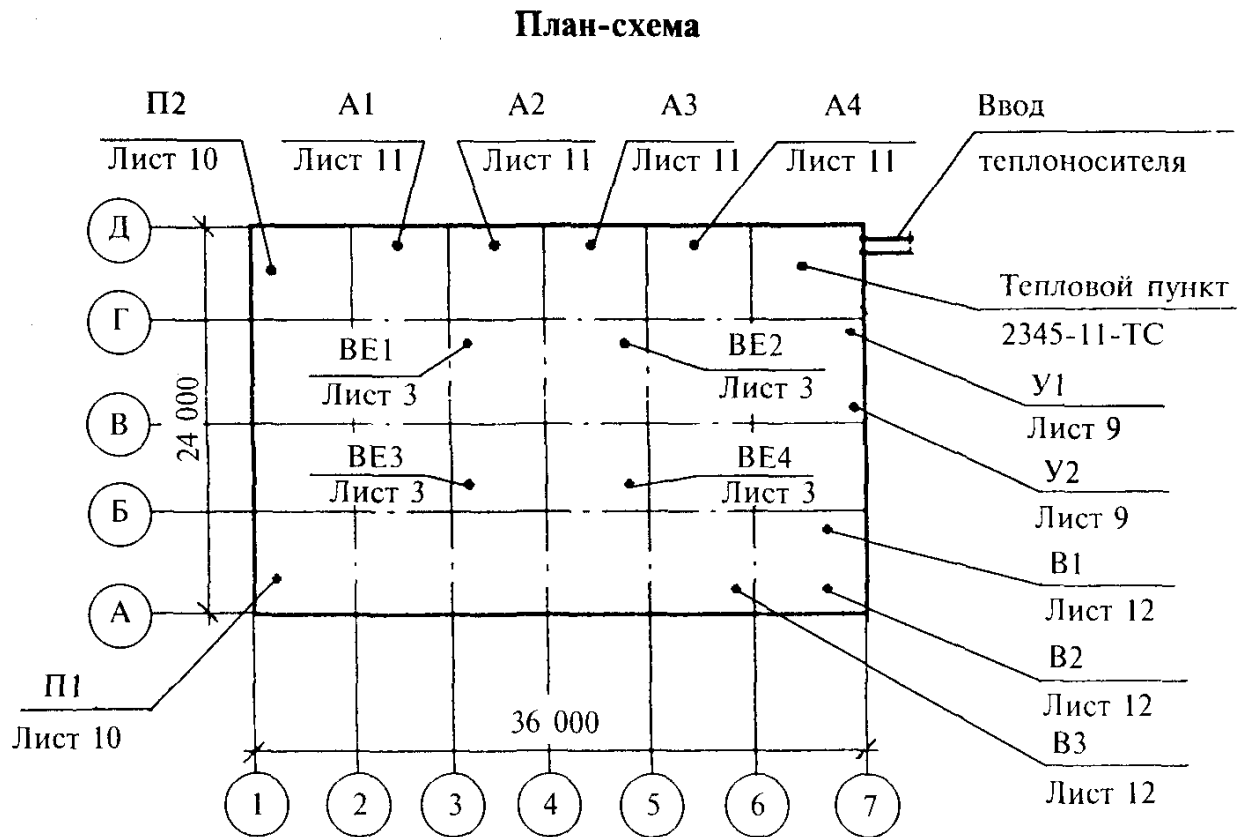 План-схема
П2 А1 А2 А3 А4 Ввод
Лист 10 Лист 11 Лист 11 Лист 11 Лист 11 теплоносителя
Д
Тепловой пункт
2345-11-ТС
Г
ВЕ1 ВЕ2
Лист 3 Лист 3
У1
Лист 9
24 000
В
ВЕ3 ВЕ4
Лист 3 Лист 3
У2
Лист 9
Б
В1
Лист 12
А
В2
Лист 12
П1
Лист 10
36 000
В3
Лист 12
1 2 3 4 5 6 7